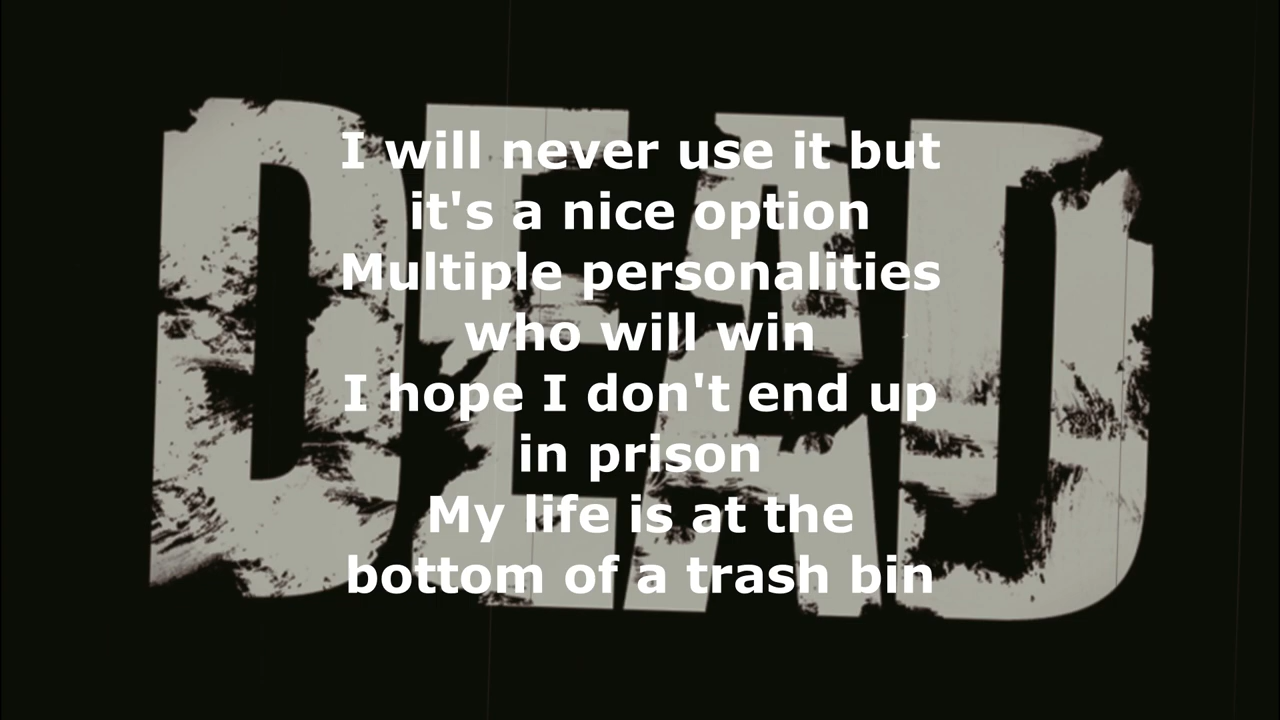 DEAD
I will never use it but
it's a nice option
Multiple personalities
who will win
I hope I don't end up
in prison
My life is at the
bottom of a trash bin